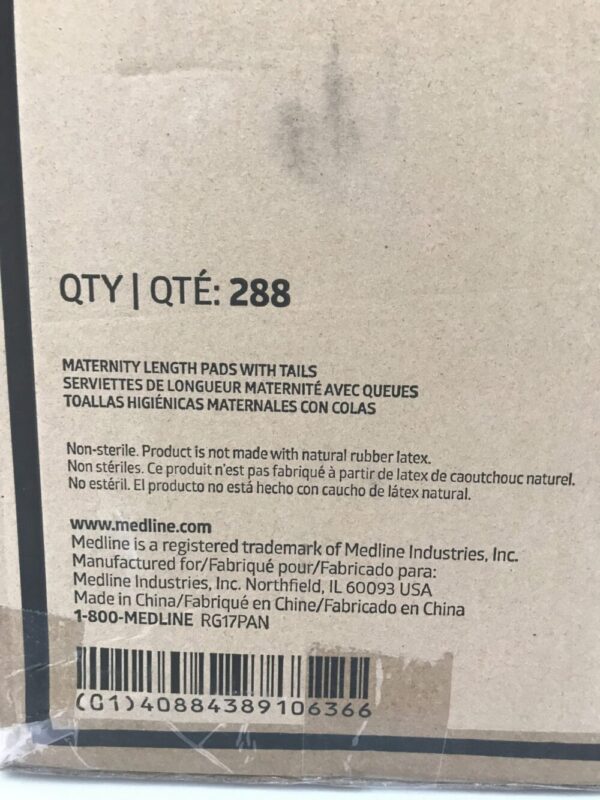 QTY | QTÉ: 288
MATERNITY LENGTH PADS WITH TAILS
SERVIETTES DE LONGUEUR MATERNITÉ AVEC QUEUES
TOALLAS HIGIÉNICAS MATERNALES CON COLAS
Non-sterile. Product is not made with natural rubber latex.
Non stériles. Ce produit n'est pas fabriqué à partir de latex de caoutchouc naturel.
No estéril. El producto no está hecho con caucho de látex natural.
www.medline.com
Medline is a registered trademark of Medline Industries, Inc.
Manufactured for/Fabriqué pour/Fabricado para:
Medline Industries, Inc. Northfield, IL 60093 USA
Made in China/Fabriqué en Chine/Fabricado en China
1-800-MEDLINE RG17PAN
(01)40884389106366